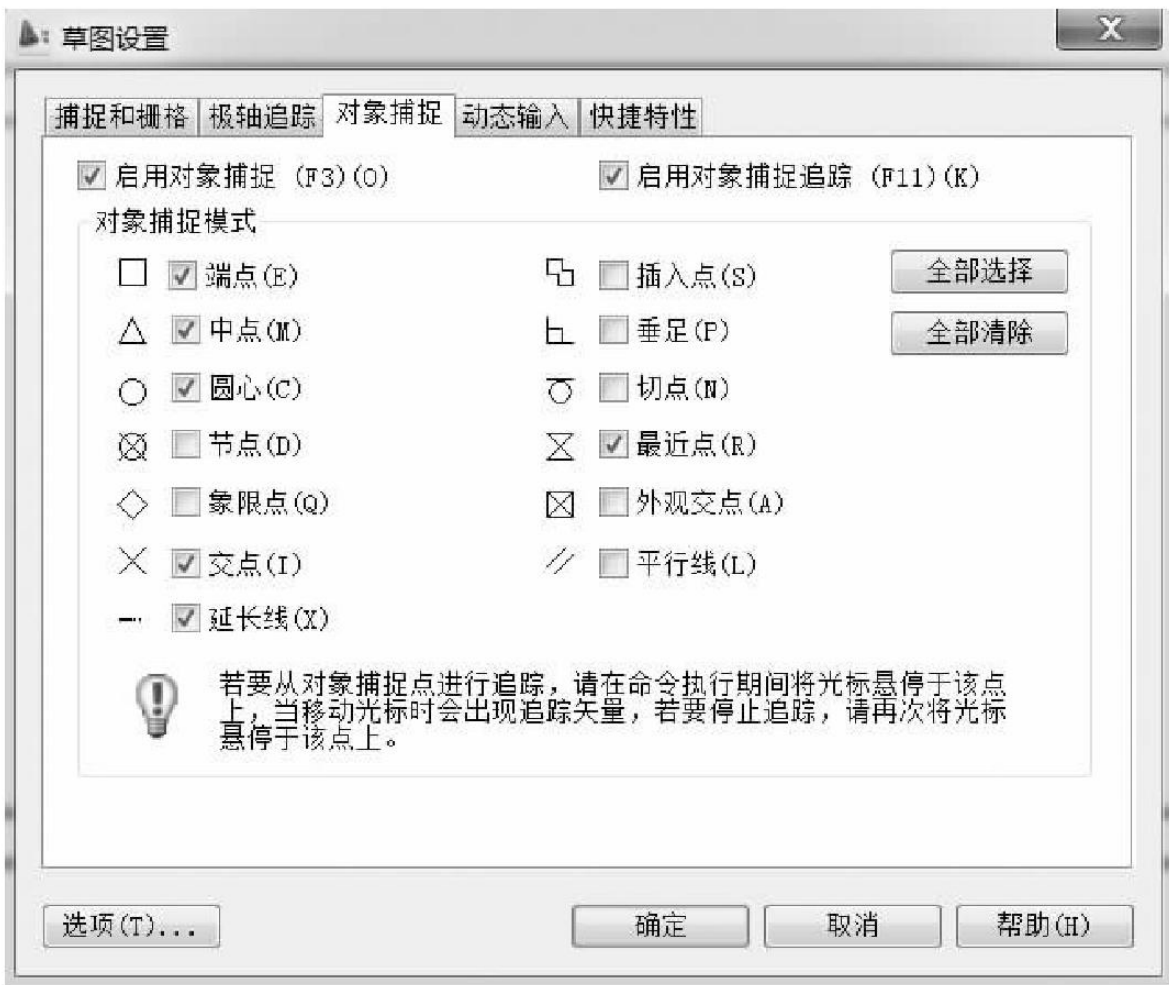 草图设置
捕捉和栅格 极轴追踪 对象捕捉 动态输入 快捷特性
启用对象捕捉 (F3)(O) 启用对象捕捉追踪 (F11)(K)
对象捕捉模式
端点(E) 插入点(S) 全部选择
中点(M) 垂足(P) 全部清除
圆心(C) 切点(N)
节点(D) 最近点(R)
象限点(Q) 外观交点(A)
交点(I) 平行线(L)
延长线(X)
若要从对象捕捉点进行追踪，请在命令执行期间将光标悬停于该点
上，当移动光标时会出现追踪矢量，若要停止追踪，请再次将光标
悬停于该点上。
选项(T)... 确定 取消 帮助(H)